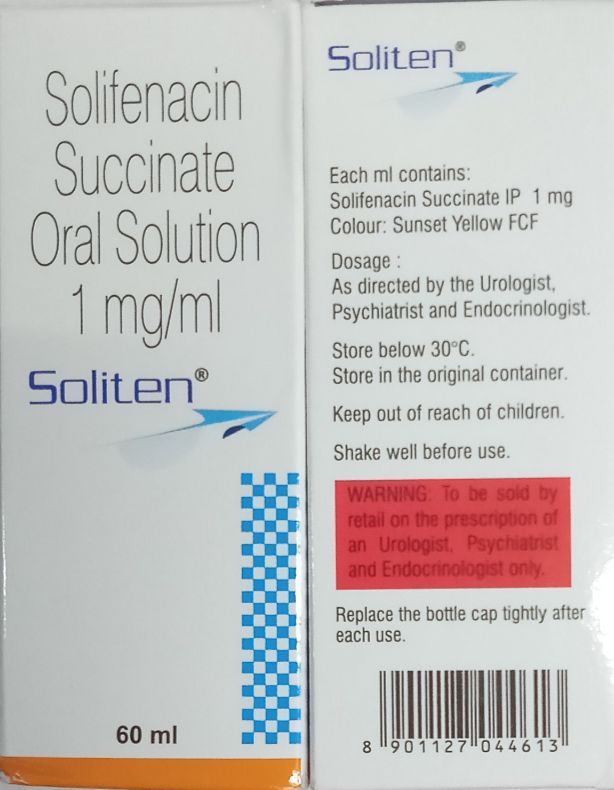 Solifenacin
Succinate
Oral Solution
1 mg/ml
Soliten®
60 ml
Soliten®
Each ml contains:
Solifenacin Succinate IP 1 mg
Colour: Sunset Yellow FCF
Dosage :
As directed by the Urologist,
Psychiatrist and Endocrinologist.
Store below 30°C.
Store in the original container.
Keep out of reach of children.
Shake well before use.
WARNING: To be sold by
retail on the prescription of
an Urologist, Psychiatrist
and Endocrinologist only.
Replace the bottle cap tightly after
each use.
8 901127 044613